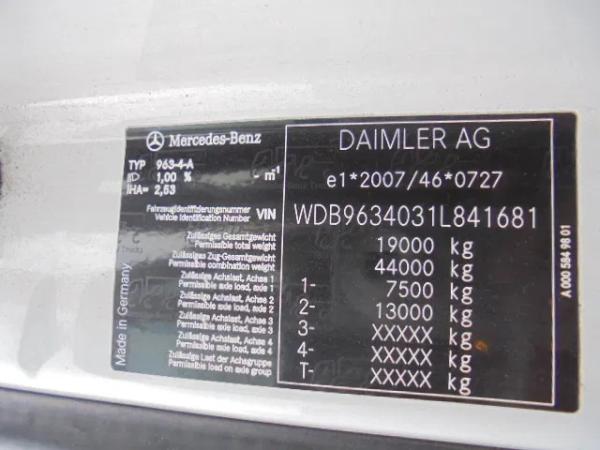 Mercedes-Benz
TYP 963-4-A
1,00 % - m-1
IHA= 2,53
DAIMLER AG
e1*2007/46*0727
Fahrzeugidentifizierungsnummer
Vehicle Identification Number VIN WDB9634031L841681
Zulässiges Gesamtgewicht
Permissible total weight 19000 kg
Zulässiges Zug-Gesamtgewicht
Permissible combination weight 44000 kg
Zulässige Achslast, Achse 1
Permissible axle load, axle 1 1- 7500 kg
Zulässige Achslast, Achse 2
Permissible axle load, axle 2 2- 13000 kg
Zulässige Achslast, Achse 3
Permissible axle load, axle 3 3- XXXXX kg
Zulässige Achslast, Achse 4
Permissible axle load, axle 4 4- XXXXX kg
Zulässige Last der Achsgruppe
Permissible load on axle group T- XXXXX kg
Made in Germany
A 000 584 98 01